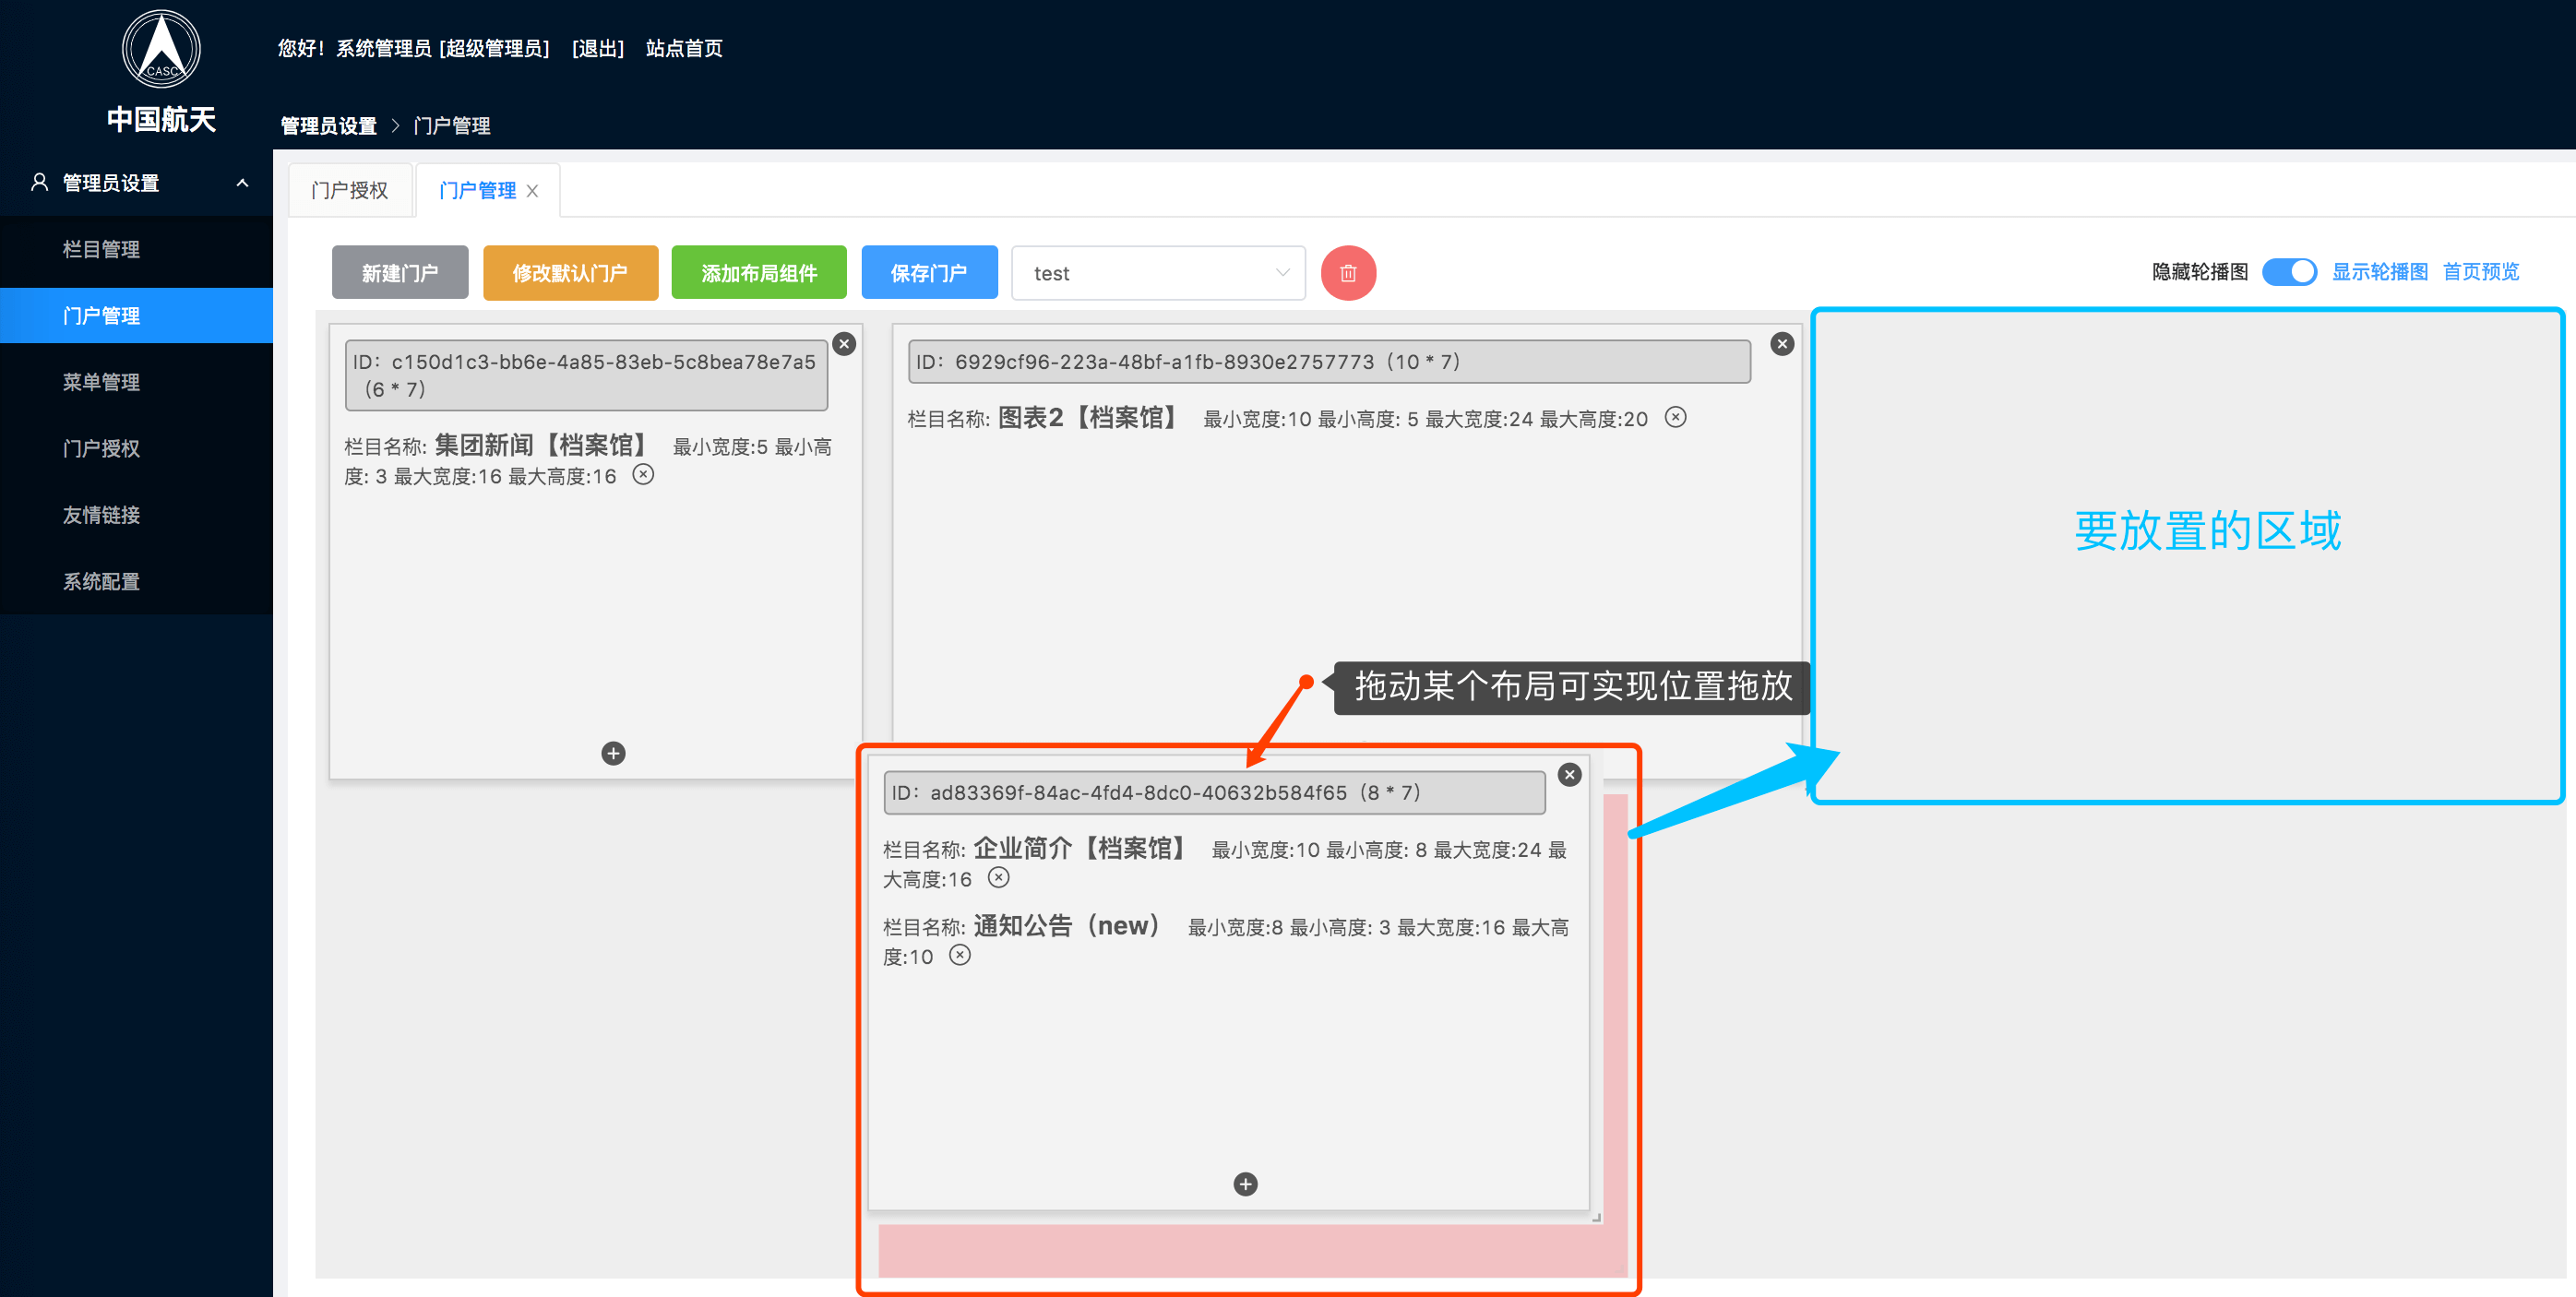 CASC
中国航天
您好！系统管理员 [超级管理员] [退出] 站点首页
管理员设置 > 门户管理
管理员设置
栏目管理
门户管理
菜单管理
门户授权
友情链接
系统配置
门户授权 门户管理
新建门户 修改默认门户 添加布局组件 保存门户 test
隐藏轮播图 显示轮播图 首页预览
ID：c150d1c3-bb6e-4a85-83eb-5c8bea78e7a5
（6 * 7）
栏目名称: 集团新闻【档案馆】 最小宽度:5 最小高
度: 3 最大宽度:16 最大高度:16
ID：6929cf96-223a-48bf-a1fb-8930e2757773（10 * 7）
栏目名称: 图表2【档案馆】 最小宽度:10 最小高度: 5 最大宽度:24 最大高度:20
要放置的区域
拖动某个布局可实现位置拖放
ID：ad83369f-84ac-4fd4-8dc0-40632b584f65（8 * 7）
栏目名称: 企业简介【档案馆】 最小宽度:10 最小高度: 8 最大宽度:24 最
大高度:16
栏目名称: 通知公告（new） 最小宽度:8 最小高度: 3 最大宽度:16 最大高
度:10